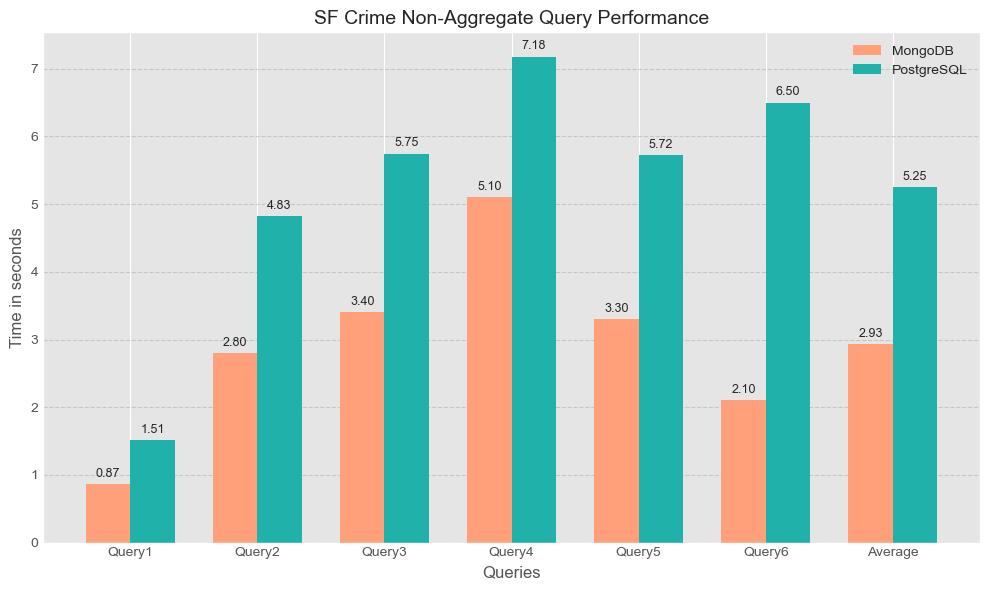 SF Crime Non-Aggregate Query Performance
MongoDB
PostgreSQL
Time in seconds
7
6
5
4
3
2
1
0
0.87
1.51
2.80
4.83
3.40
5.75
5.10
7.18
3.30
5.72
2.10
6.50
2.93
5.25
Query1
Query2
Query3
Query4
Query5
Query6
Average
Queries